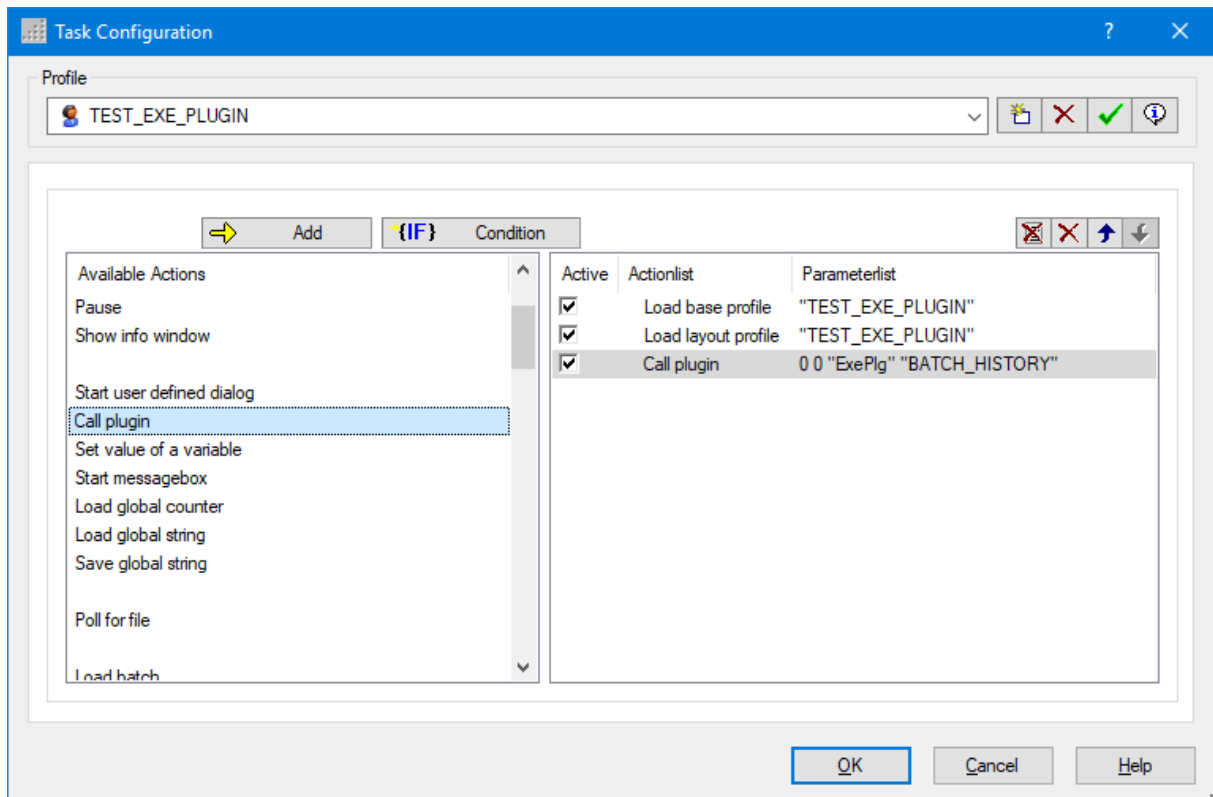 Task Configuration
?
Profile
TEST_EXE_PLUGIN
Add
{IF} Condition
Available Actions
Pause
Show info window
Start user defined dialog
Call plugin
Set value of a variable
Start messagebox
Load global counter
Load global string
Save global string
Poll for file
Load batch
Active Actionlist Parameterlist
Load base profile "TEST_EXE_PLUGIN"
Load layout profile "TEST_EXE_PLUGIN"
Call plugin 0 0 "ExePlg" "BATCH_HISTORY"
OK Cancel Help